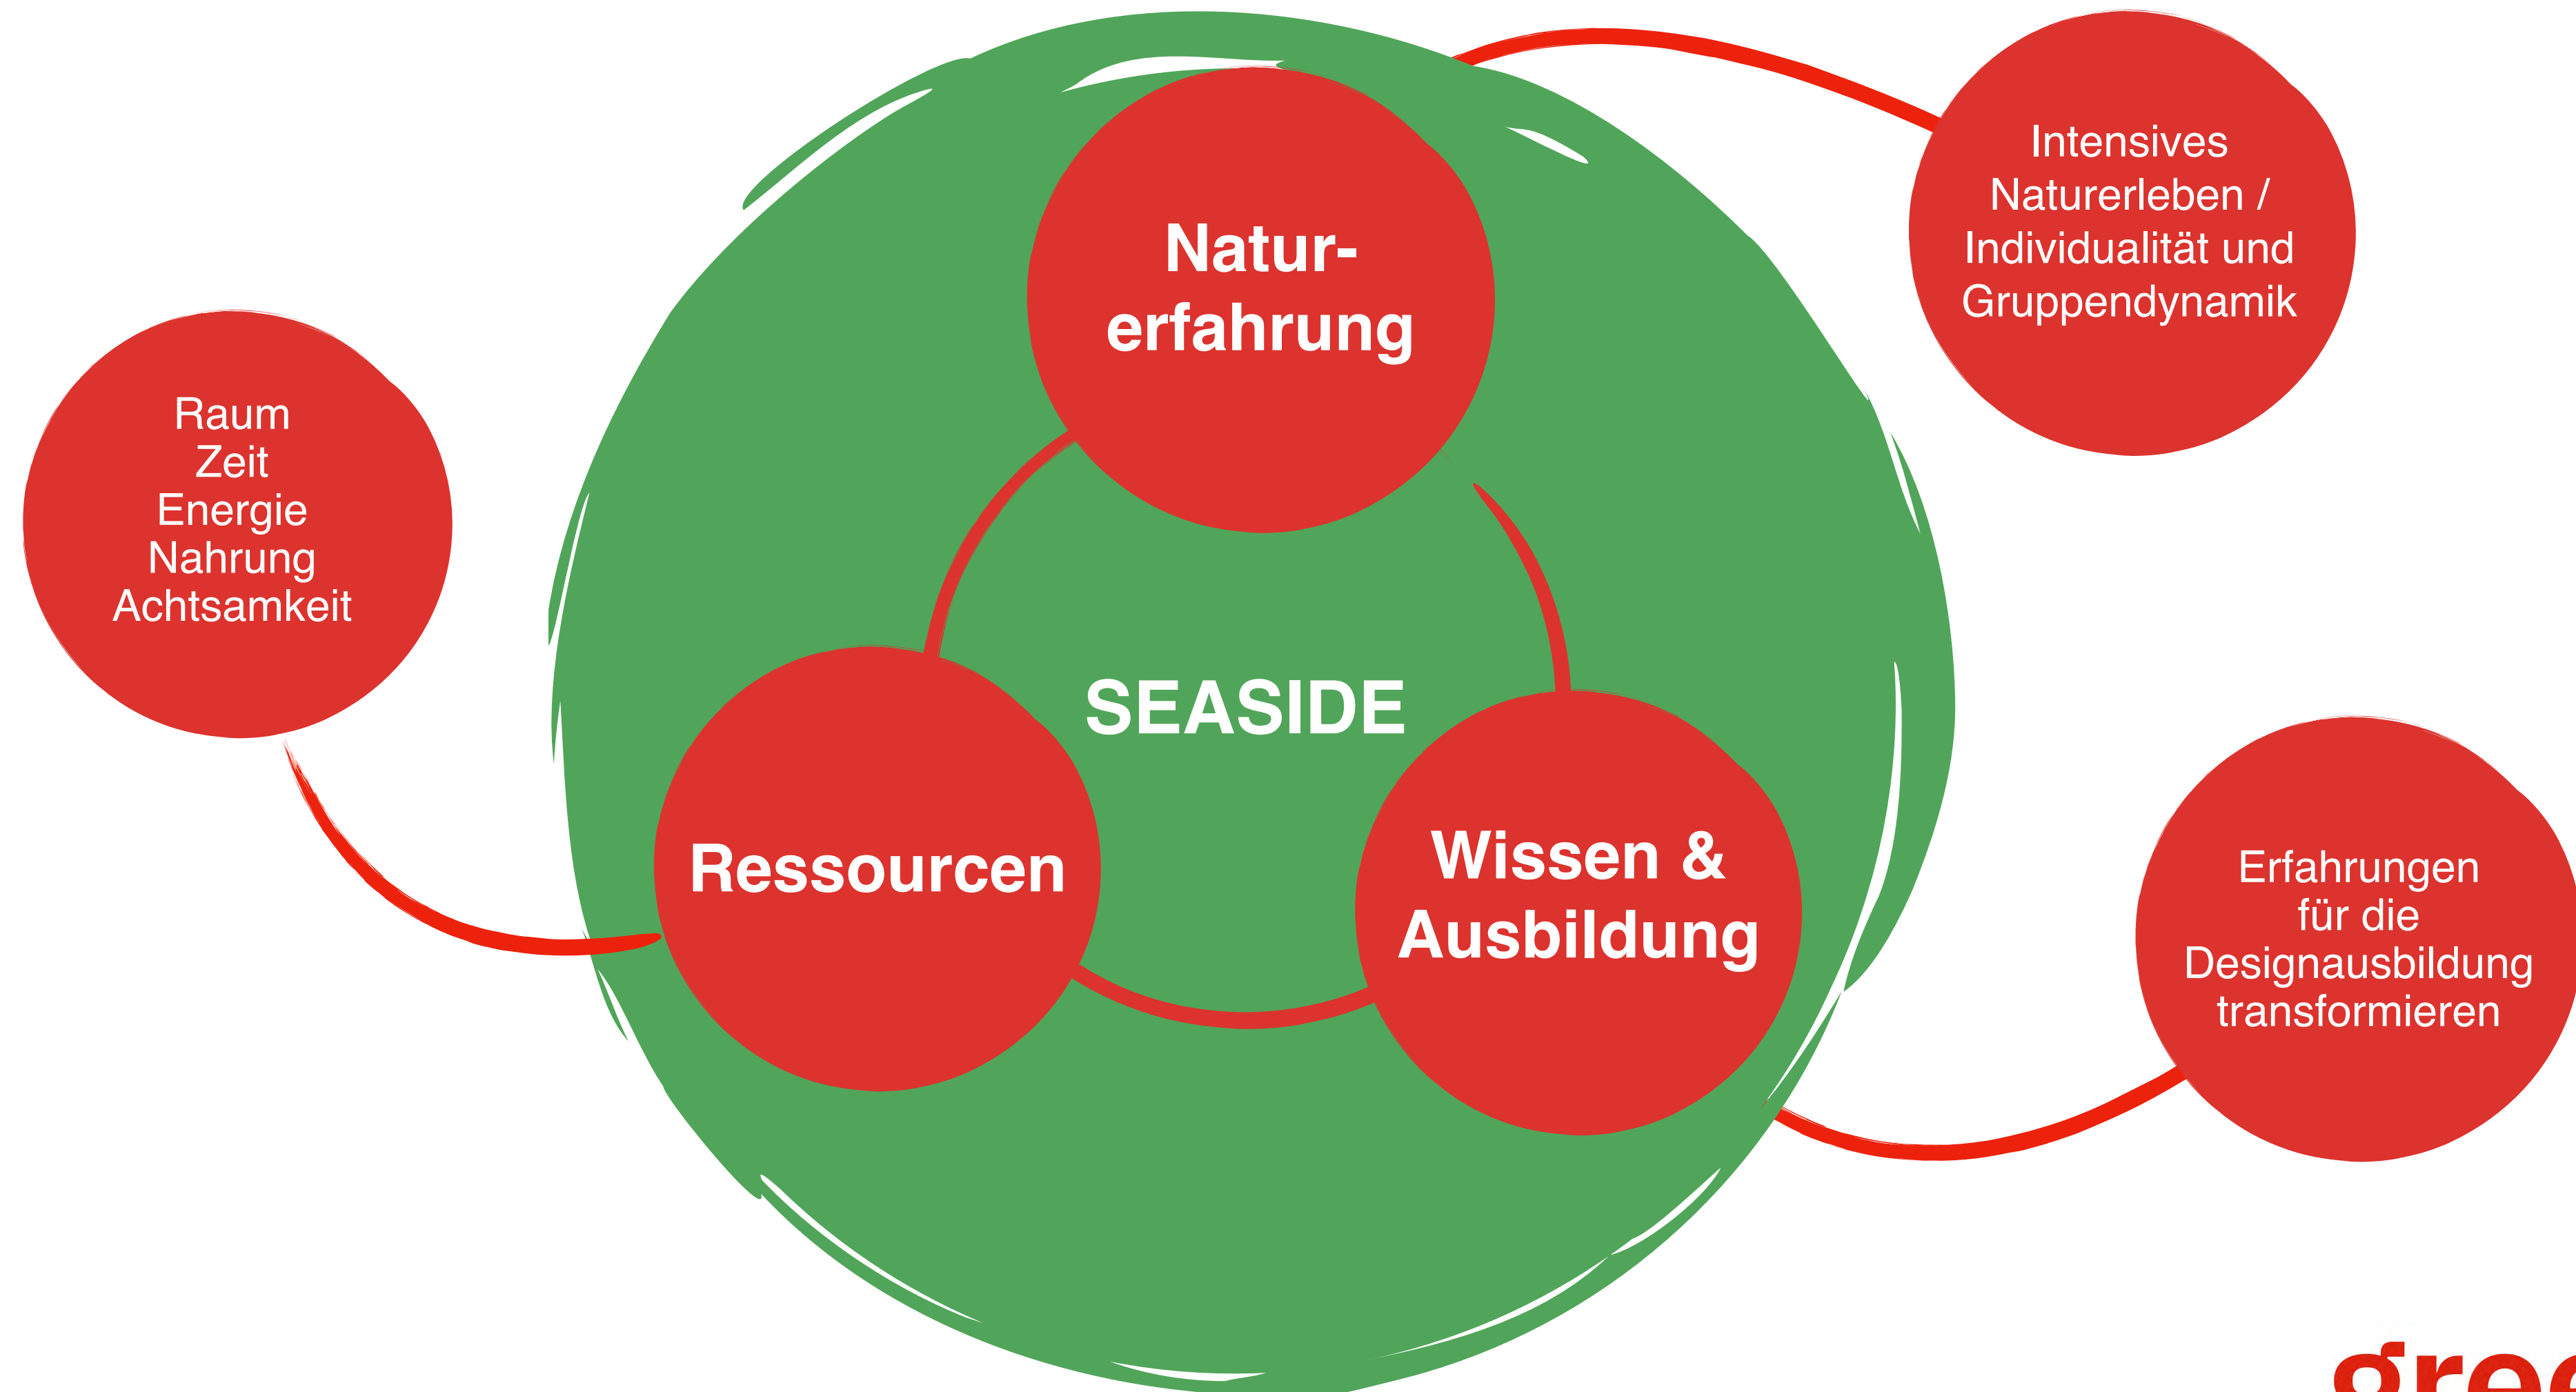 Intensives
Naturerleben /
Individualität und
Gruppendynamik
Natur-
erfahrung
Raum
Zeit
Energie
Nahrung
Achtsamkeit
SEASIDE
Ressourcen
Wissen &
Ausbildung
Erfahrungen
für die
Designausbildung
transformieren